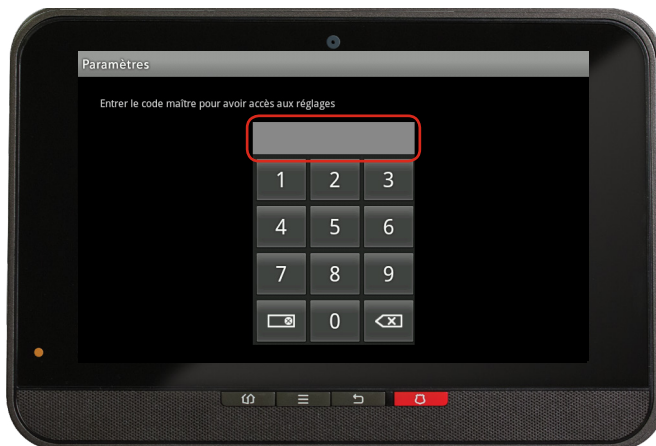 Paramètres
Entrer le code maître pour avoir accès aux réglages
1 2 3
4 5 6
7 8 9
0